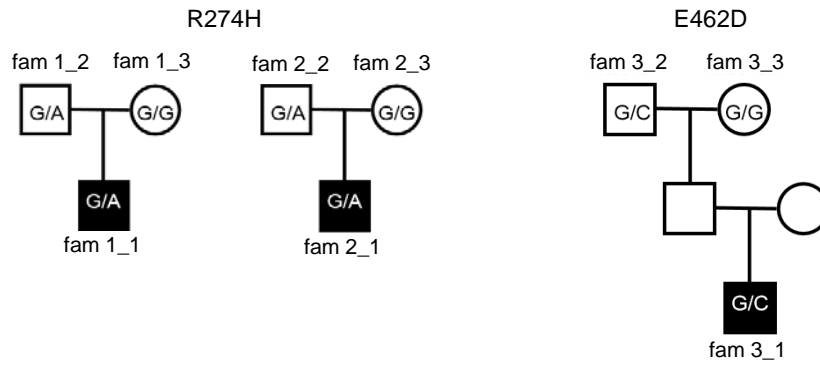 R274H
E462D
fam 1_2 fam 1_3
fam 2_2 fam 2_3
fam 3_2 fam 3_3
G/A G/G
G/A G/G
G/C G/G
G/A
G/A
fam 1_1
fam 2_1
G/C
fam 3_1